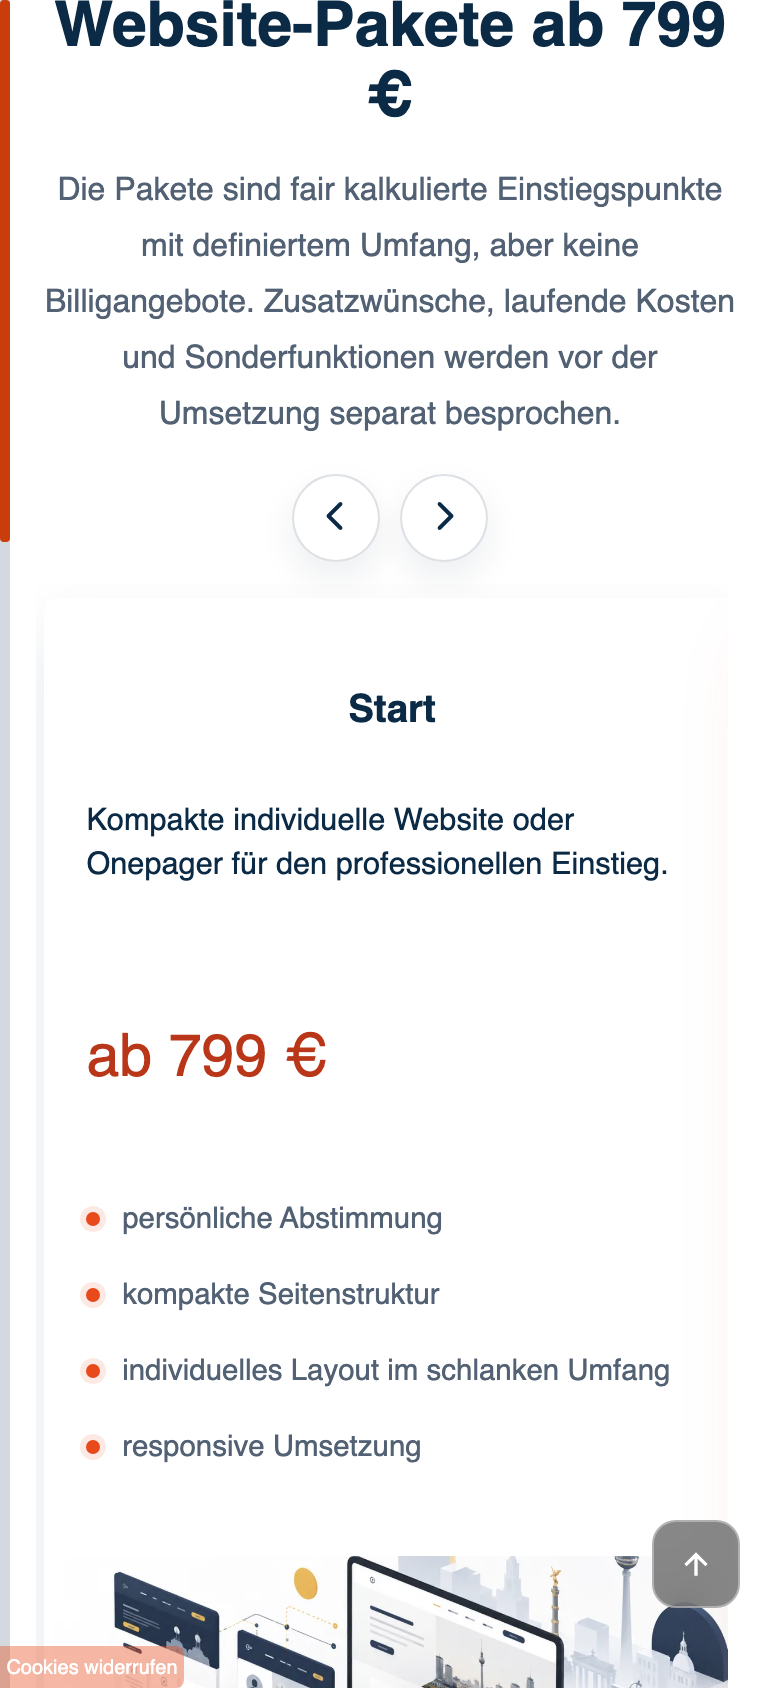 Website-Pakete ab 799
€
Die Pakete sind fair kalkulierte Einstiegspunkte
mit definiertem Umfang, aber keine
Billigangebote. Zusatzwünsche, laufende Kosten
und Sonderfunktionen werden vor der
Umsetzung separat besprochen.
Start
Kompakte individuelle Website oder
Onepager für den professionellen Einstieg.
ab 799 €
persönliche Abstimmung
kompakte Seitenstruktur
individuelles Layout im schlanken Umfang
responsive Umsetzung
Cookies widerrufen